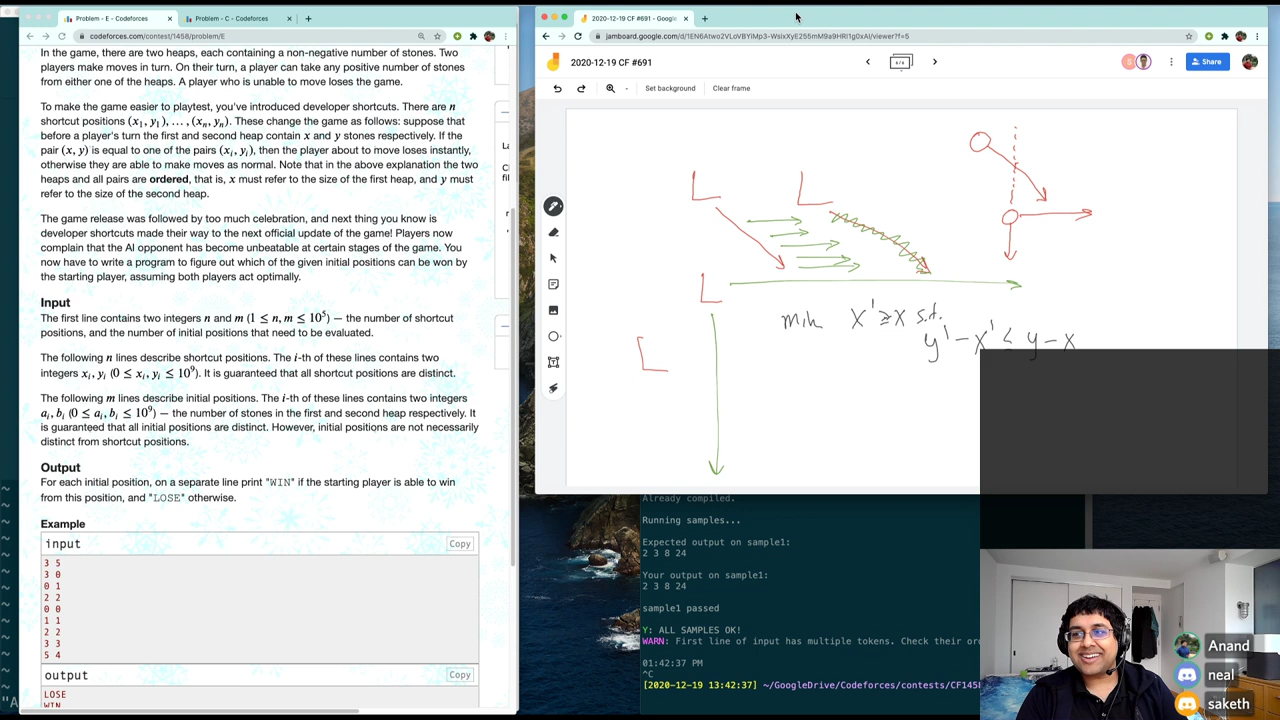 Problem - E - Codeforces
Problem - C - Codeforces
codeforces.com/contest/1458/problem/E
In the game, there are two heaps, each containing a non-negative number of stones. Two
players make moves in turn. On their turn, a player can take any positive number of stones
from either one of the heaps. A player who is unable to move loses the game.
To make the game easier to playtest, you've introduced developer shortcuts. There are n
shortcut positions (x₁, y₁), …, (xₙ, yₙ). These change the game as follows: suppose that
before a player's turn the first and second heap contain x and y stones respectively. If the
pair (x, y) is equal to one of the pairs (xᵢ, yᵢ), then the player about to move loses instantly,
otherwise they are able to make moves as normal. Note that in the above explanation the two
heaps and all pairs are ordered, that is, x must refer to the size of the first heap, and y must
refer to the size of the second heap.
The game release was followed by too much celebration, and next thing you know is
developer shortcuts made their way to the next official update of the game! Players now
complain that the AI opponent has become unbeatable at certain stages of the game. You
now have to write a program to figure out which of the given initial positions can be won by
the starting player, assuming both players act optimally.
Input
The first line contains two integers n and m (1 ≤ n, m ≤ 10⁵) — the number of shortcut
positions, and the number of initial positions that need to be evaluated.
The following n lines describe shortcut positions. The i-th of these lines contains two
integers xᵢ, yᵢ (0 ≤ xᵢ, yᵢ ≤ 10⁹). It is guaranteed that all shortcut positions are distinct.
The following m lines describe initial positions. The i-th of these lines contains two integers
aᵢ, bᵢ (0 ≤ aᵢ, bᵢ ≤ 10⁹) — the number of stones in the first and second heap respectively. It
is guaranteed that all initial positions are distinct. However, initial positions are not necessarily
distinct from shortcut positions.
Output
For each initial position, on a separate line print "WIN" if the starting player is able to win
from this position, and "LOSE" otherwise.
Example
input
Copy
3 5
3 0
0 1
2 2
0 0
1 1
2 2
3 3
5 4
output
Copy
LOSE
WIN
2020-12-19 CF #691 - Google
jamboard.google.com/d/1EN6Atwo2VLoVBYiMp3-WsixXyE255mM9a9HRl1g0xAI/viewer?f=5
2020-12-19 CF #691
Share
Set background
Clear frame
L L
L
L
min x' ≥ x s.t.
y' - x' ≤ y - x
Already compiled.
Running samples...
Expected output on sample1:
2 3 8 24
Your output on sample1:
2 3 8 24
sample1 passed
Y: ALL SAMPLES OK!
WARN: First line of input has multiple tokens. Check their
01:42:37 PM
^C
[2020-12-19 13:42:37] ~/GoogleDrive/Codeforces/contests/CF145
Anand
neal
saketh